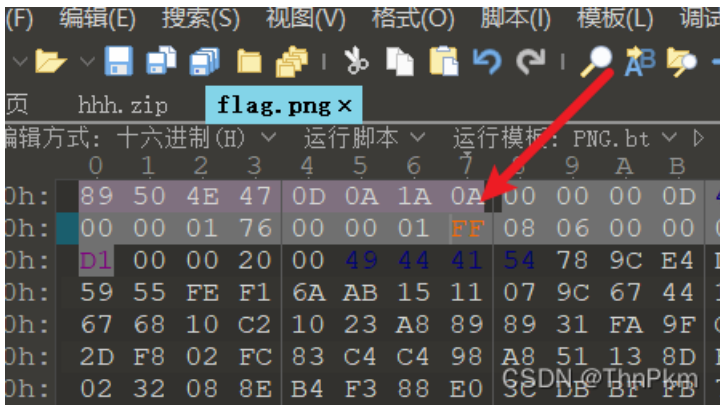 (F) 编辑(E) 搜索(S) 视图(V) 格式(O) 脚本(I) 模板(L) 调试
页 hhh.zip flag.png ×
编辑方式: 十六进制(H) 运行脚本 运行模板: PNG.bt
0 1 2 3 4 5 6 7 8 9 A B
0h: 89 50 4E 47 0D 0A 1A 0A 00 00 00 0D
0h: 00 00 01 76 00 00 01 FF 08 06 00 00
0h: D1 00 00 20 00 49 44 41 54 78 9C E4
0h: 59 55 FE F1 6A AB 15 11 07 9C 67 44
0h: 67 68 10 C2 10 23 A8 89 89 31 FA 9F
0h: 2D F8 02 FC 83 C4 C4 98 A8 51 13 8D
0h: 02 32 08 8E B4 F3 88 E0 3C DB BF FB
CSDN @ThnPkm